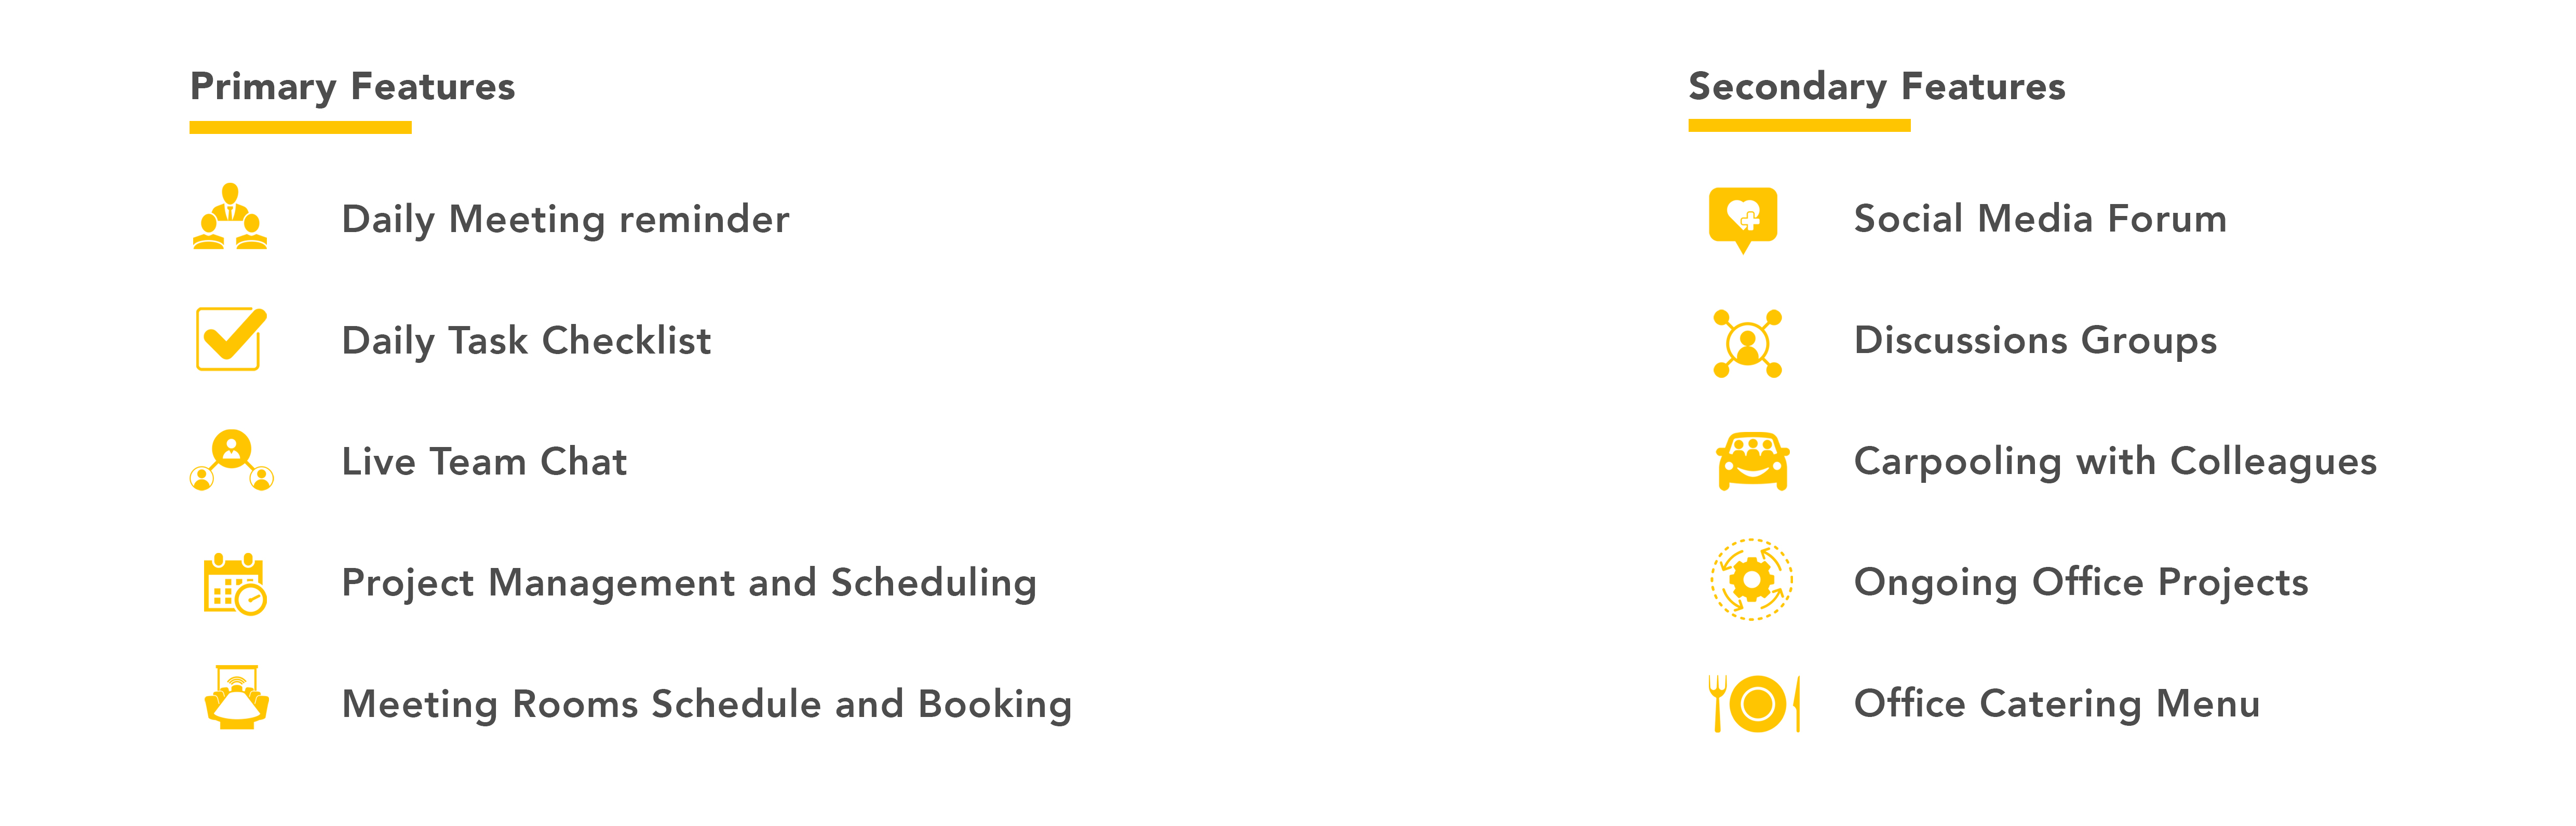 Primary Features
Daily Meeting reminder
Daily Task Checklist
Live Team Chat
Project Management and Scheduling
Meeting Rooms Schedule and Booking
Secondary Features
Social Media Forum
Discussions Groups
Carpooling with Colleagues
Ongoing Office Projects
Office Catering Menu